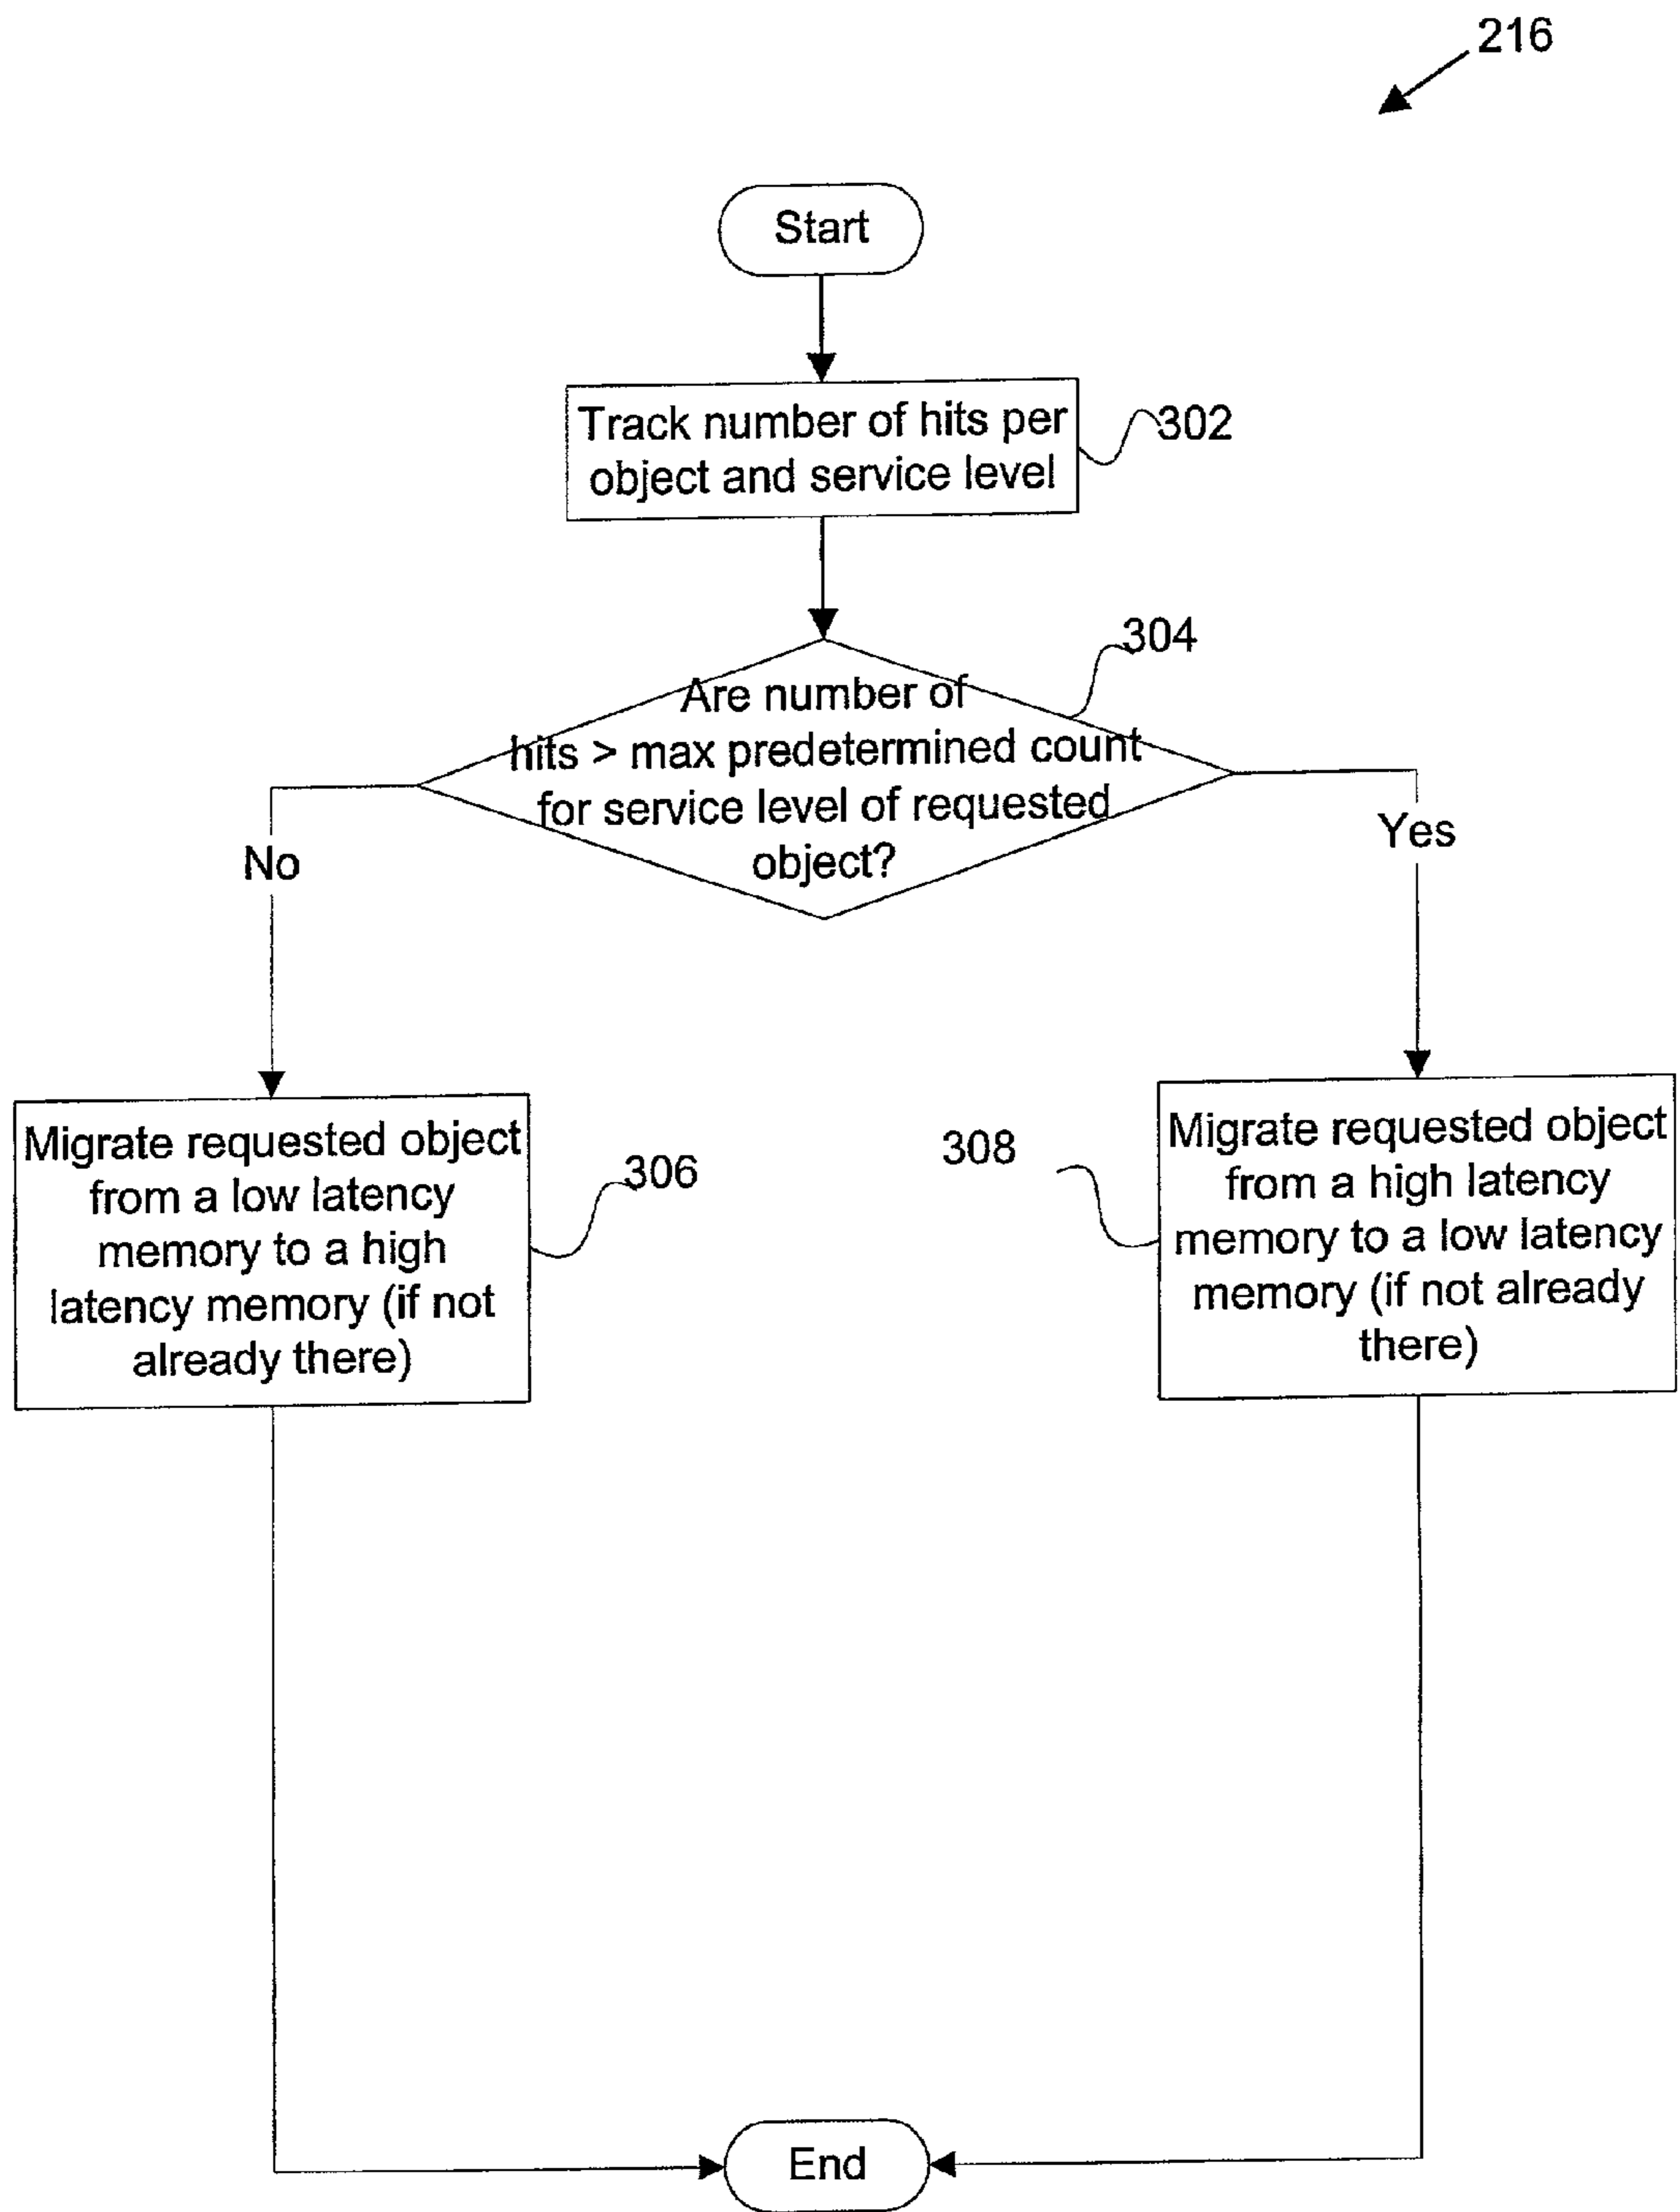 216
Start
Track number of hits per
object and service level
302
304
Are number of
hits > max predetermined count
for service level of requested
object?
No
Yes
Migrate requested object
from a low latency
memory to a high
latency memory (if not
already there)
306
308
Migrate requested object
from a high latency
memory to a low latency
memory (if not already
there)
End